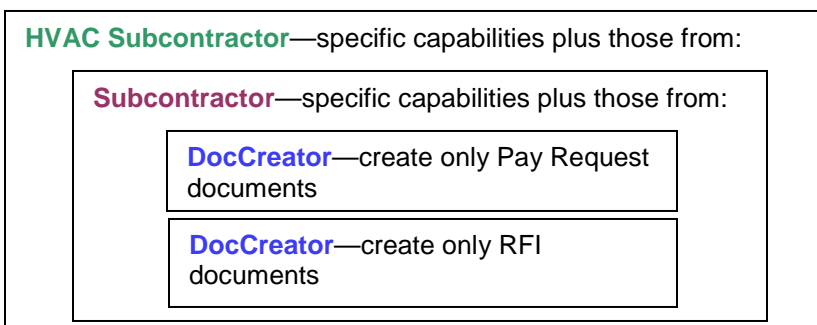 HVAC Subcontractor—specific capabilities plus those from:
Subcontractor—specific capabilities plus those from:
DocCreator—create only Pay Request
documents
DocCreator—create only RFI
documents